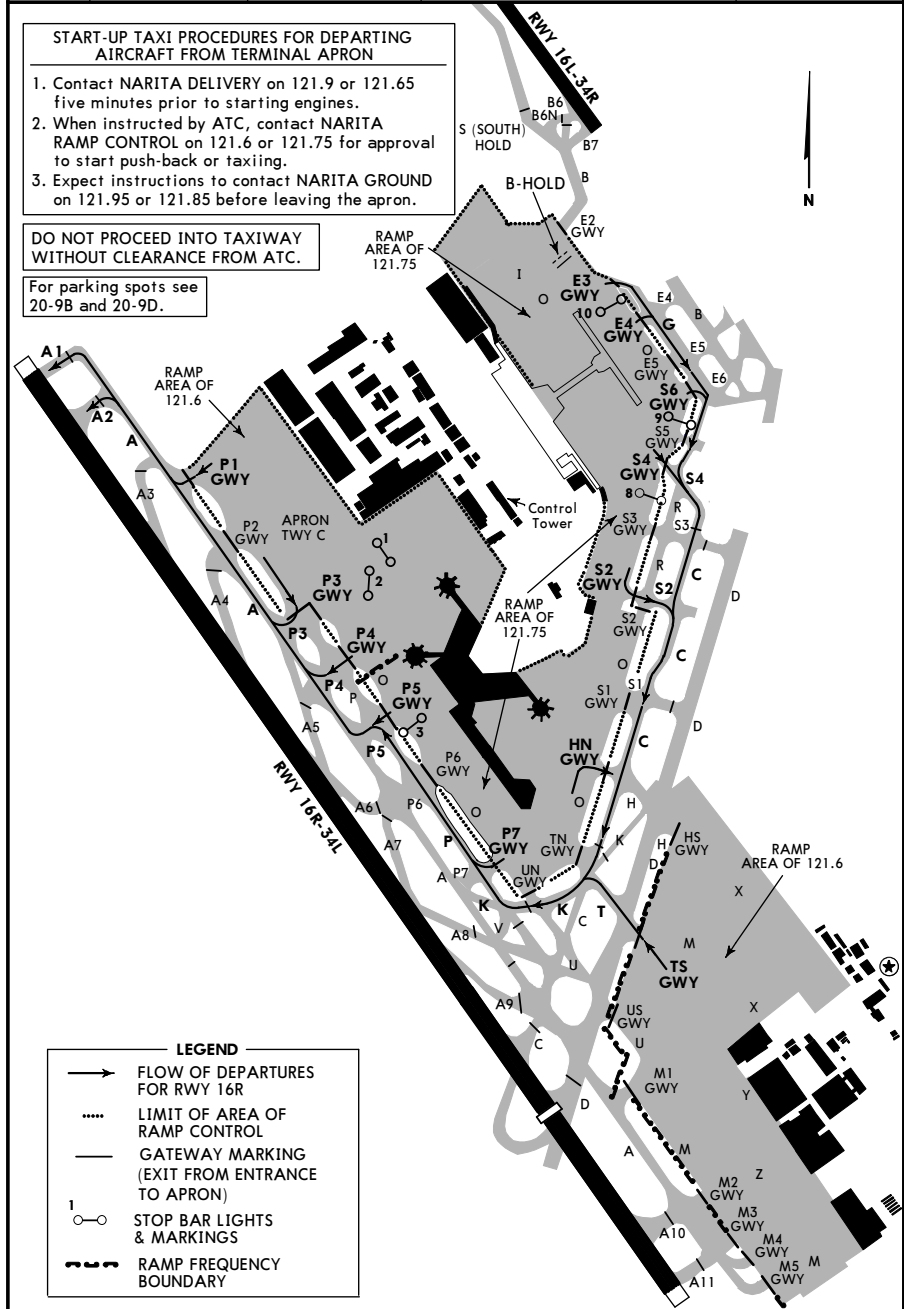 START-UP TAXI PROCEDURES FOR DEPARTING
AIRCRAFT FROM TERMINAL APRON
1. Contact NARITA DELIVERY on 121.9 or 121.65
five minutes prior to starting engines.
2. When instructed by ATC, contact NARITA
RAMP CONTROL on 121.6 or 121.75 for approval
to start push-back or taxiing.
3. Expect instructions to contact NARITA GROUND
on 121.95 or 121.85 before leaving the apron.
DO NOT PROCEED INTO TAXIWAY
WITHOUT CLEARANCE FROM ATC.
For parking spots see
20-9B and 20-9D.
RWY 16L-34R
B6
B6N
B7
S (SOUTH)
HOLD
B
N
B-HOLD
E2
GWY
RAMP
AREA OF
121.75
I
O
E3
GWY
10
E4
GWY
E4
G
B
O
E5
GWY
E5
E6
S6
GWY
9
S5
GWY
S4
GWY
S4
8
R
S3
S3
GWY
A1
A2
A
RAMP
AREA OF
121.6
P1
GWY
A3
P2
GWY
APRON
TWY C
1
2
Control
Tower
S2
GWY
R
S2
C
D
S2
GWY
A4
A
P3
GWY
P3
P4
GWY
RAMP
AREA OF
121.75
O
C
P4
P
O
P5
GWY
3
S1
S1
GWY
C
D
A5
P5
P6
GWY
HN
GWY
RWY 16R-34L
A6
P6
O
O
H
A7
P
P7
GWY
TN
GWY
K
H
HS
GWY
D
RAMP
AREA OF 121.6
A
P7
UN
GWY
X
K
K
T
C
A8
V
M
U
TS
GWY
A9
X
C
US
GWY
U
M1
GWY
Y
D
A
M
Z
M2
GWY
M3
GWY
M4
GWY
M
M5
GWY
A10
A11
LEGEND
FLOW OF DEPARTURES
FOR RWY 16R
LIMIT OF AREA OF
RAMP CONTROL
GATEWAY MARKING
(EXIT FROM ENTRANCE
TO APRON)
1
STOP BAR LIGHTS
& MARKINGS
RAMP FREQUENCY
BOUNDARY